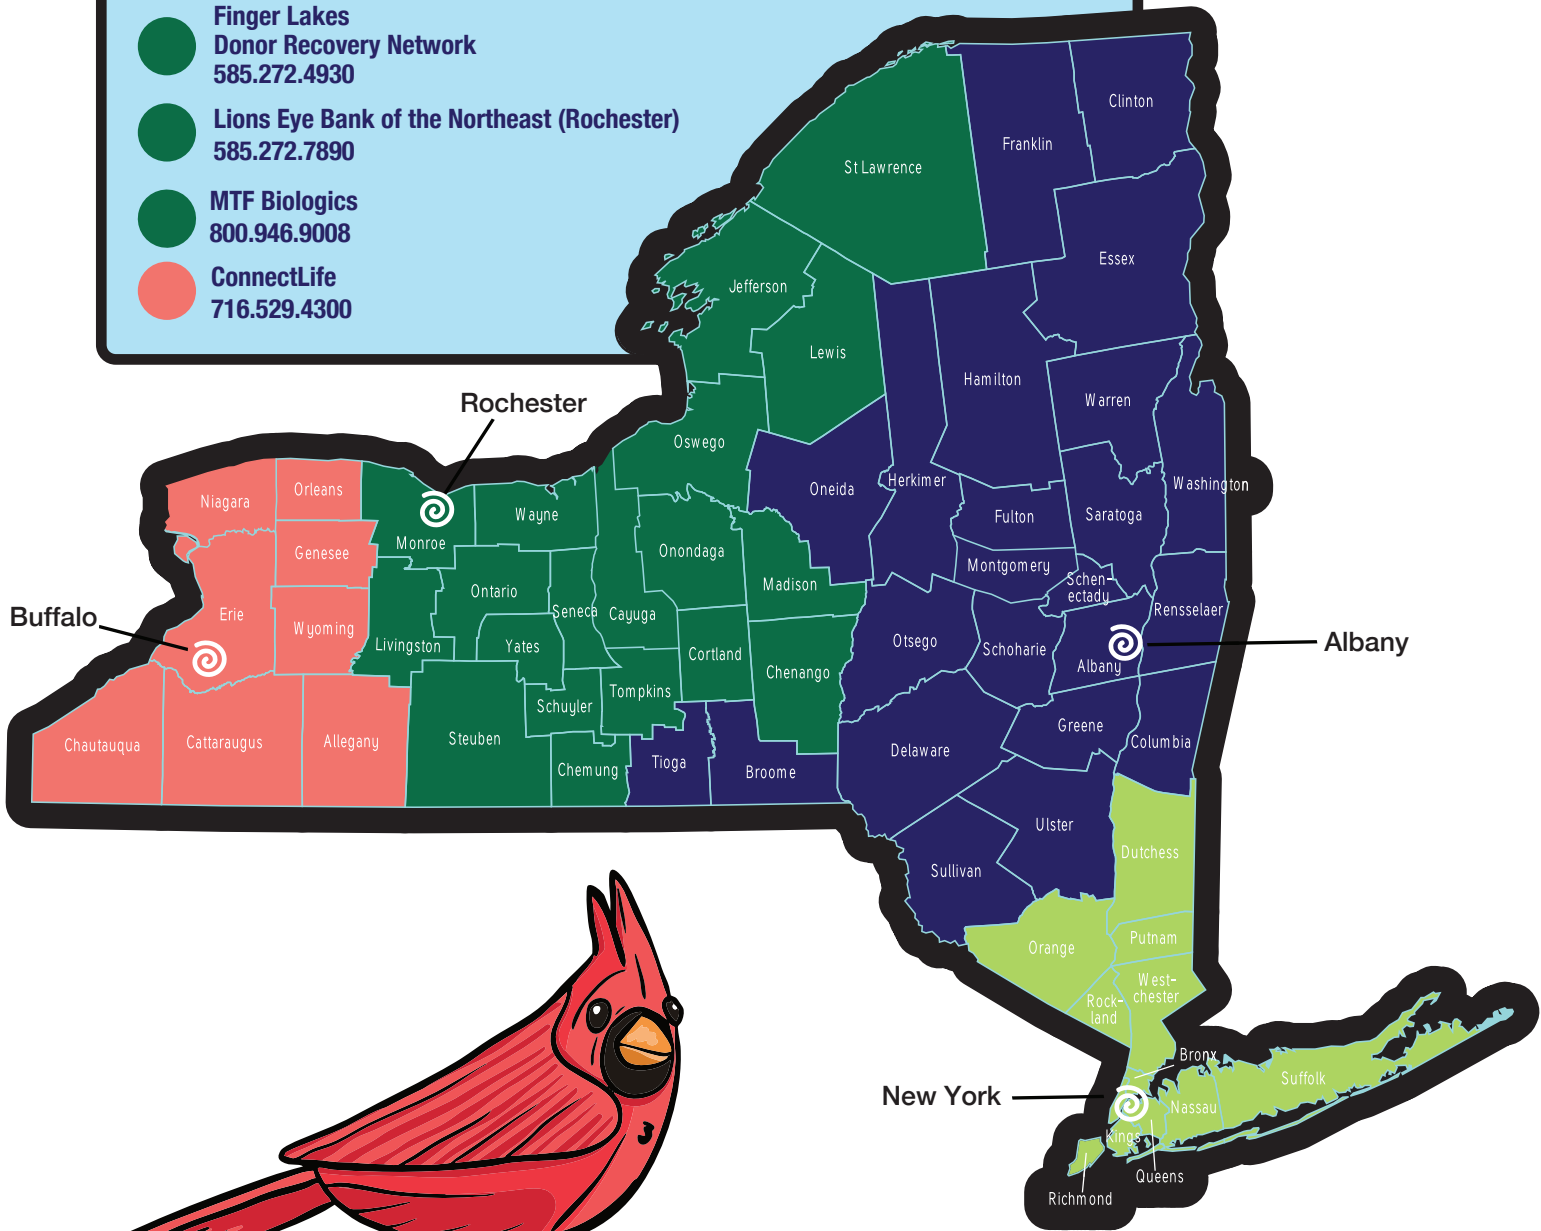 Finger Lakes
Donor Recovery Network
585.272.4930
Lions Eye Bank of the Northeast (Rochester)
585.272.7890
MTF Biologics
800.946.9008
ConnectLife
716.529.4300
Clinton
Franklin
St Lawrence
Essex
Jefferson
Lewis
Hamilton
Warren
Rochester
Oswego
Herkimer
Oneida
Washington
Niagara
Orleans
Wayne
Fulton
Saratoga
Monroe
Genesee
Onondaga
Montgomery
Madison
Schen-
ectady
Ontario
Seneca
Cayuga
Rensselaer
Buffalo
Erie
Wyoming
Livingston
Yates
Otsego
Schoharie
Albany
Albany
Cortland
Chenango
Tompkins
Schuyler
Chautauqua
Cattaraugus
Allegany
Steuben
Greene
Columbia
Delaware
Chemung
Tioga
Broome
Ulster
Dutchess
Sullivan
Orange
Putnam
West-
chester
Rock-
land
Bronx
Suffolk
New York
Nassau
Kings
Queens
Richmond